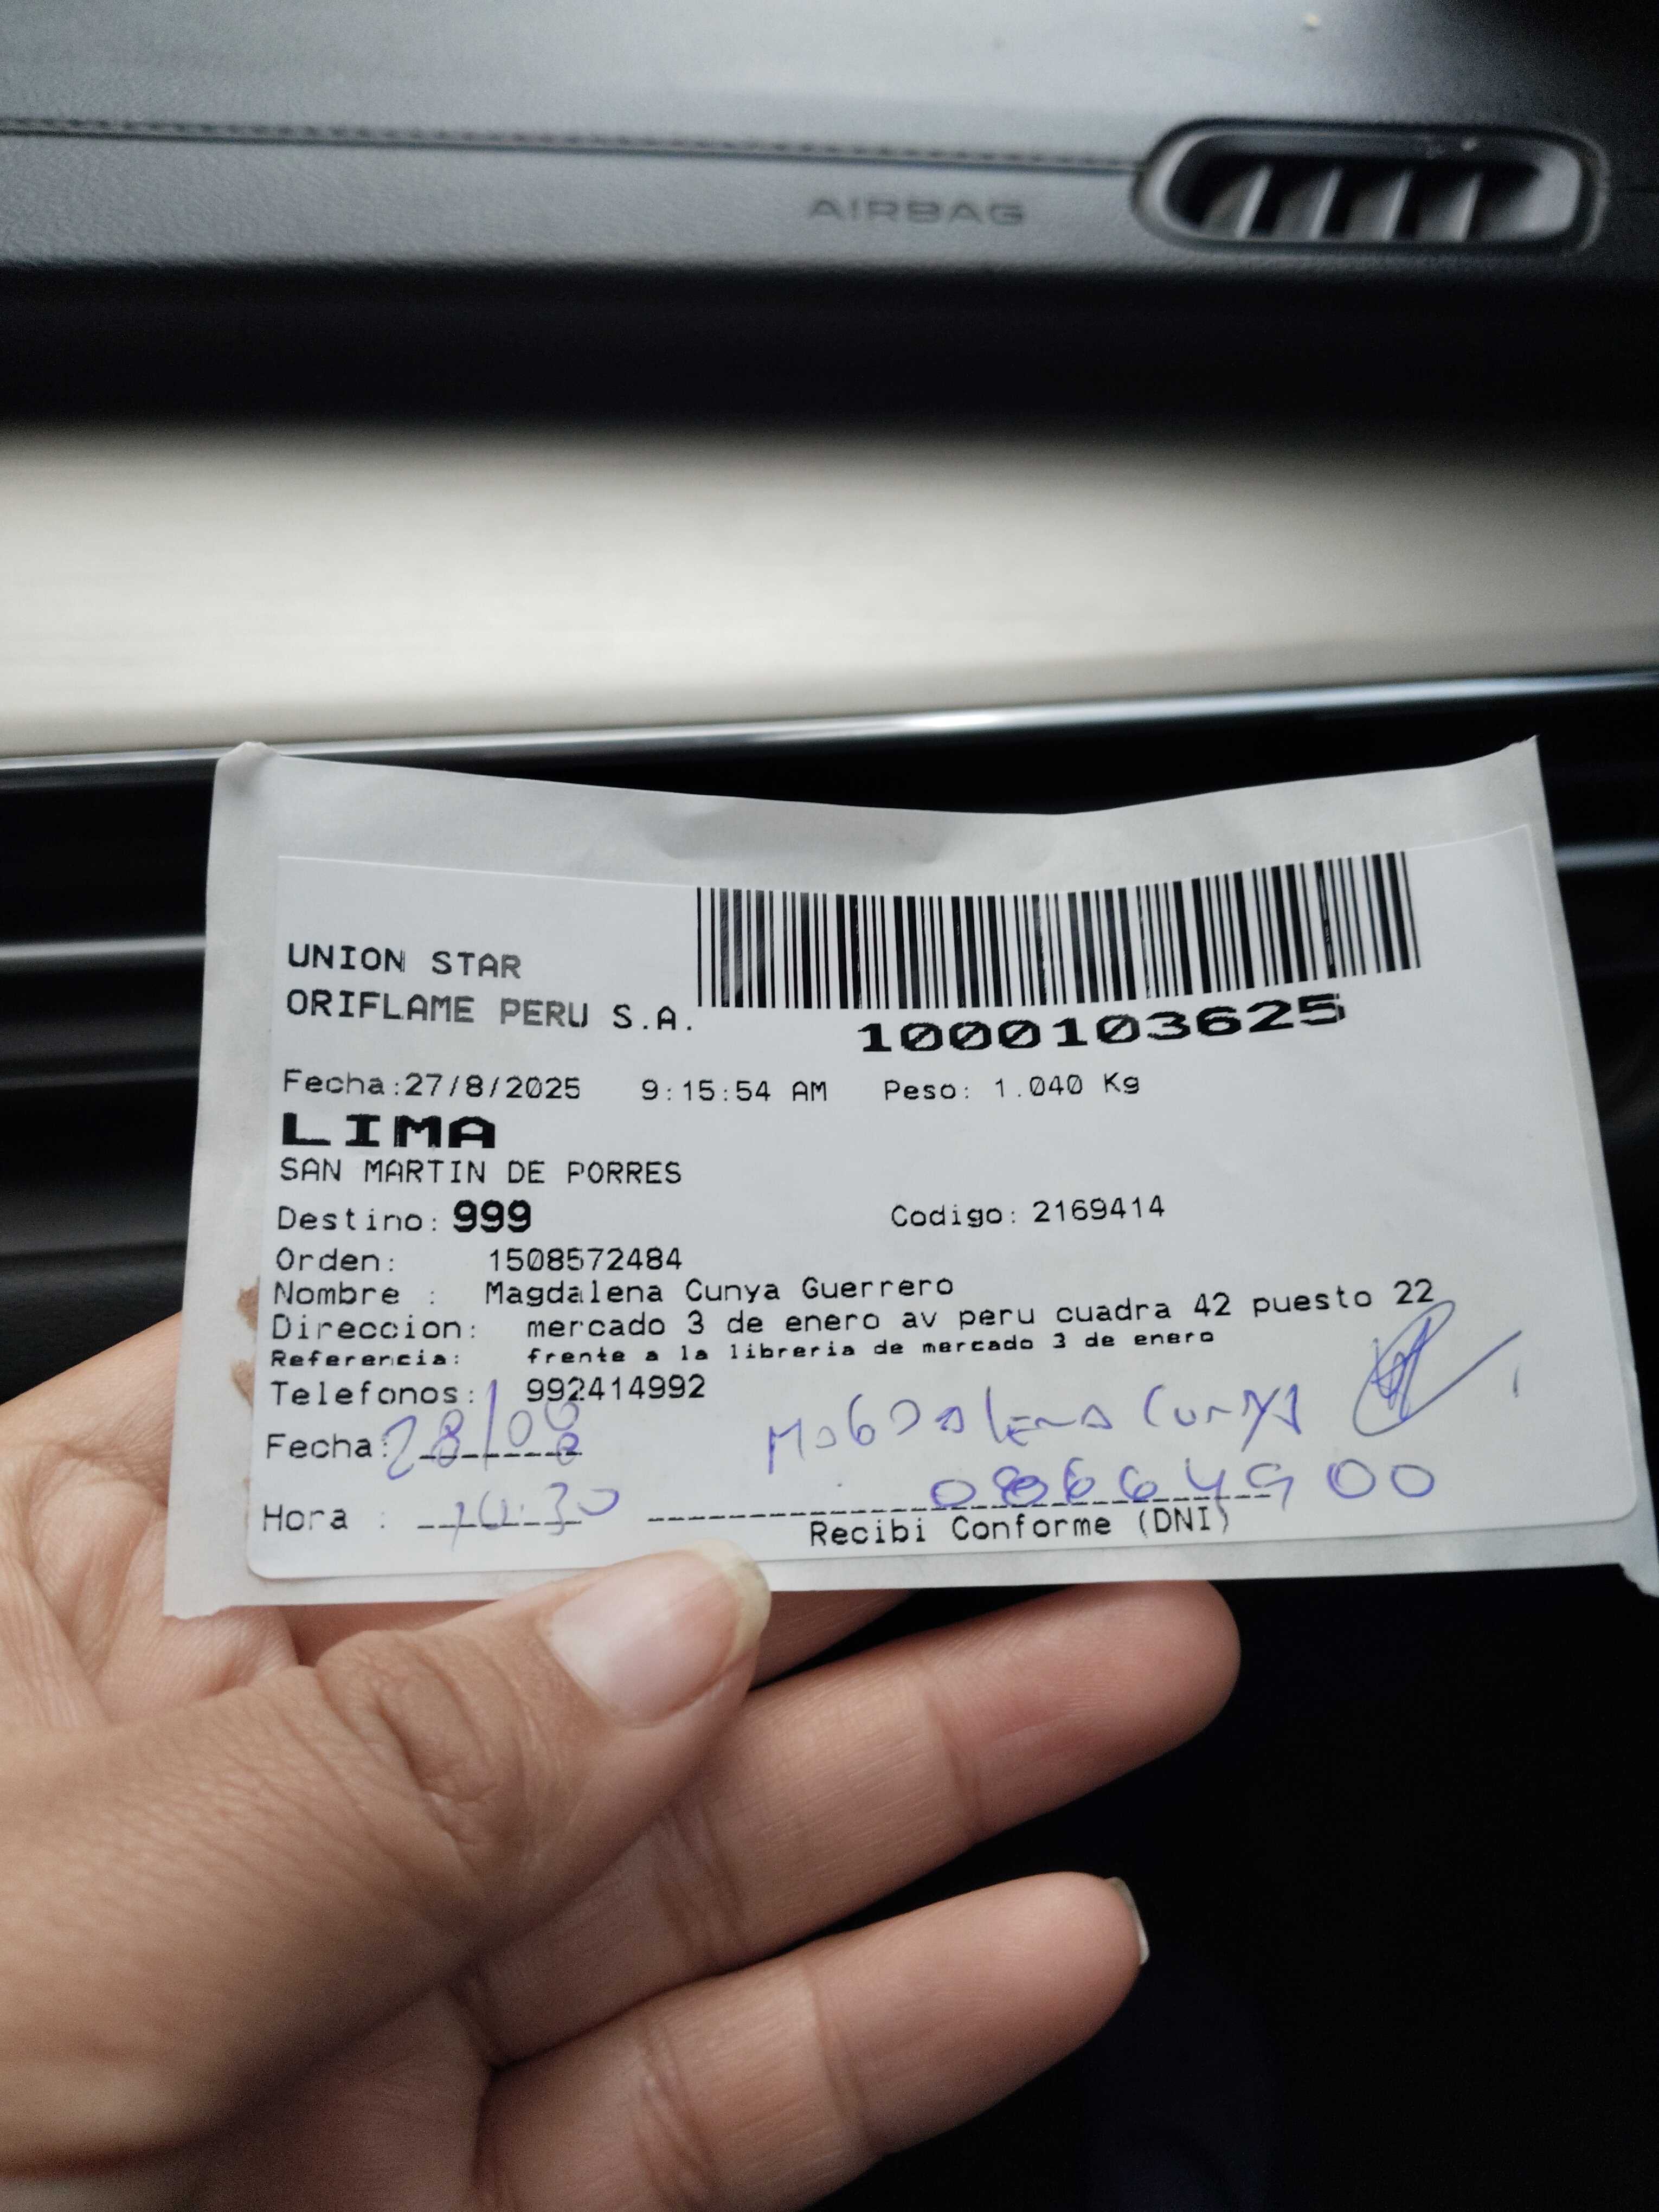 AIRBAG
UNION STAR
ORIFLAME PERU S.A.
1000103625
Fecha:27/8/2025 9:15:54 AM Peso: 1.040 Kg
LIMA
SAN MARTIN DE PORRES
Destino: 999 Codigo: 2169414
Orden: 1508572484
Nombre : Magdalena Cunya Guerrero
Direccion: mercado 3 de enero av peru cuadra 42 puesto 22
Referencia: frente a la libreria de mercado 3 de enero
Telefonos: 992414992
Magdalena Cunya
Fecha: 28/08
Hora : 10:30
Recibi Conforme (DNI)